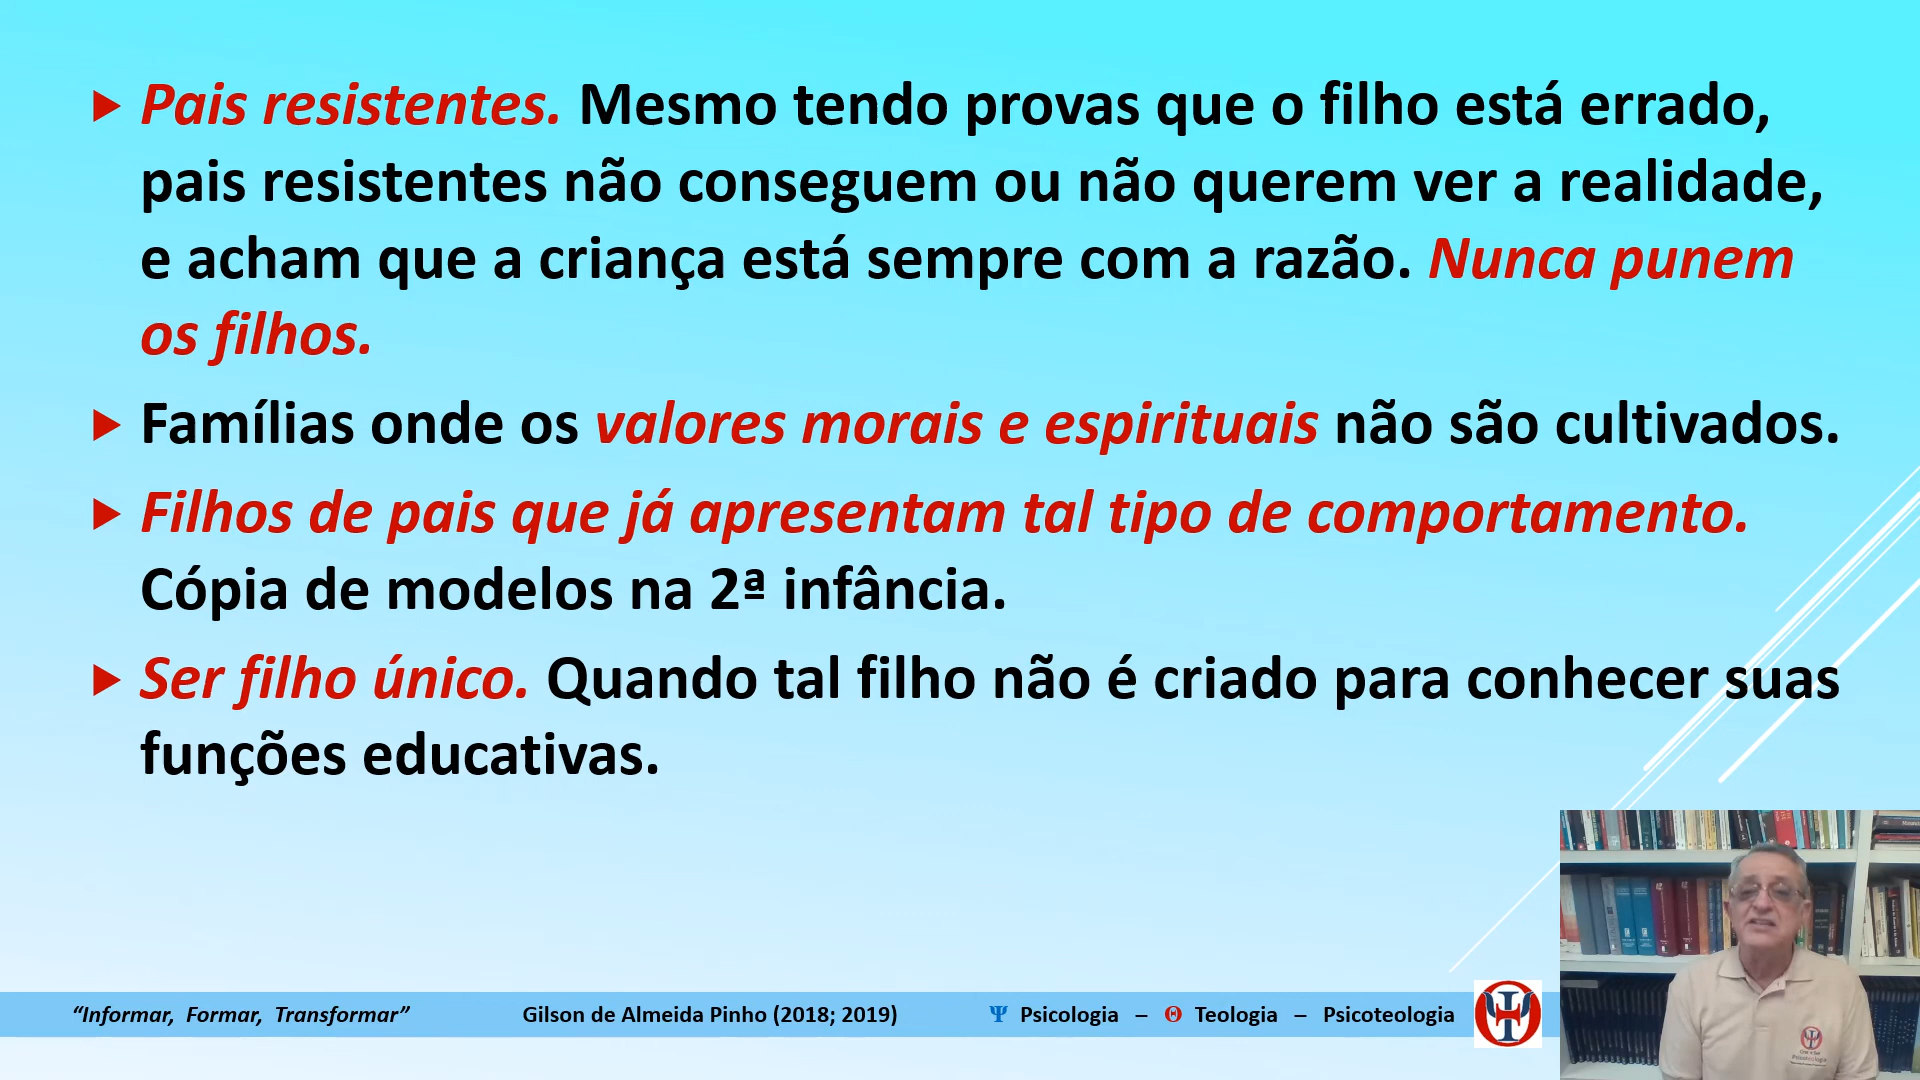 Pais resistentes. Mesmo tendo provas que o filho está errado,
pais resistentes não conseguem ou não querem ver a realidade,
e acham que a criança está sempre com a razão. Nunca punem
os filhos.
Famílias onde os valores morais e espirituais não são cultivados.
Filhos de pais que já apresentam tal tipo de comportamento.
Cópia de modelos na 2ª infância.
Ser filho único. Quando tal filho não é criado para conhecer suas
funções educativas.
“Informar, Formar, Transformar” Gilson de Almeida Pinho (2018; 2019) Ψ Psicologia – Θ Teologia – Psicoteologia